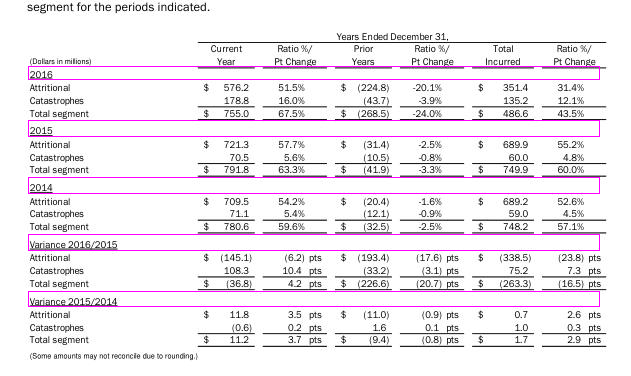 segment for the periods indicated.
Years Ended December 31,
Current Ratio %/ Prior Ratio %/ Total Ratio %/
(Dollars in millions) Year Pt Change Years Pt Change Incurred Pt Change
2016
Attritional $ 576.2 51.5% $ (224.8) -20.1% $ 351.4 31.4%
Catastrophes 178.8 16.0% (43.7) -3.9% 135.2 12.1%
Total segment $ 755.0 67.5% $ (268.5) -24.0% $ 486.6 43.5%
2015
Attritional $ 721.3 57.7% $ (31.4) -2.5% $ 689.9 55.2%
Catastrophes 70.5 5.6% (10.5) -0.8% 60.0 4.8%
Total segment $ 791.8 63.3% $ (41.9) -3.3% $ 749.9 60.0%
2014
Attritional $ 709.5 54.2% $ (20.4) -1.6% $ 689.2 52.6%
Catastrophes 71.1 5.4% (12.1) -0.9% 59.0 4.5%
Total segment $ 780.6 59.6% $ (32.5) -2.5% $ 748.2 57.1%
Variance 2016/2015
Attritional $ (145.1) (6.2) pts $ (193.4) (17.6) pts $ (338.5) (23.8) pts
Catastrophes 108.3 10.4 pts (33.2) (3.1) pts 75.2 7.3 pts
Total segment $ (36.8) 4.2 pts $ (226.6) (20.7) pts $ (263.3) (16.5) pts
Variance 2015/2014
Attritional $ 11.8 3.5 pts $ (11.0) (0.9) pts $ 0.7 2.6 pts
Catastrophes (0.6) 0.2 pts 1.6 0.1 pts 1.0 0.3 pts
Total segment $ 11.2 3.7 pts $ (9.4) (0.8) pts $ 1.7 2.9 pts
(Some amounts may not reconcile due to rounding.)